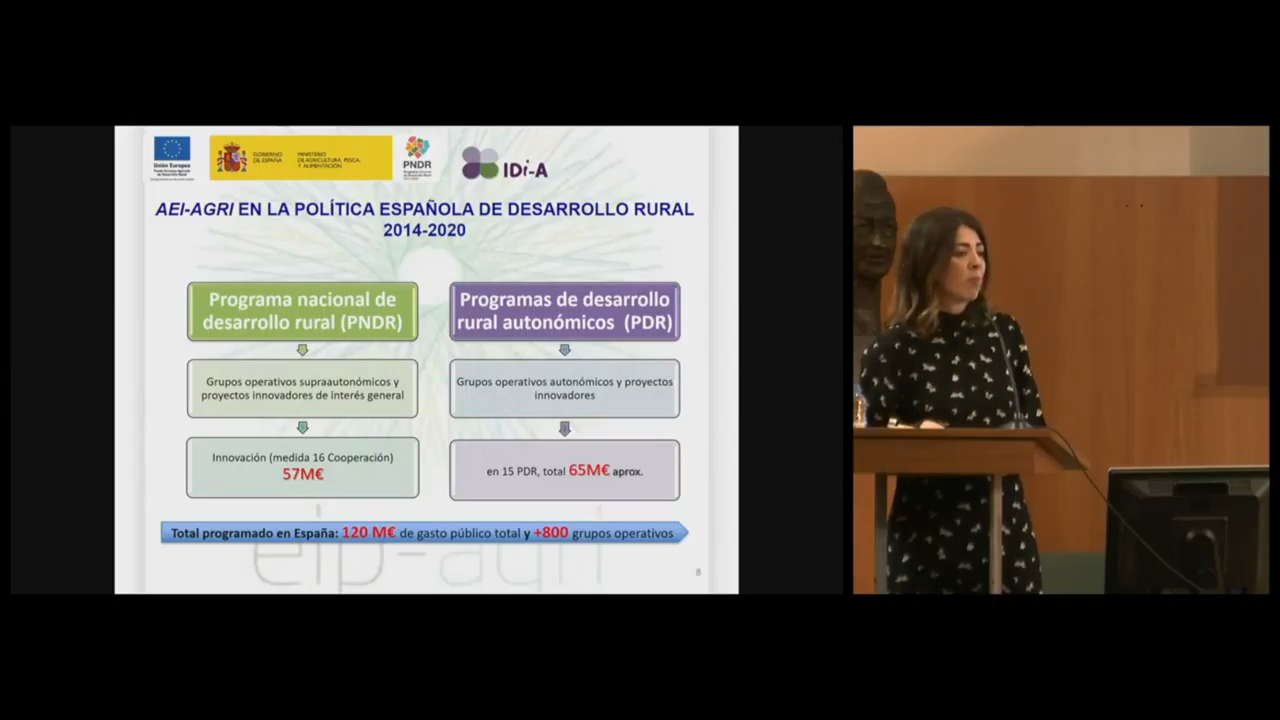 Unión Europea
GOBIERNO
DE ESPAÑA
MINISTERIO
DE AGRICULTURA, PESCA,
Y ALIMENTACIÓN
PNDR
IDi-A
AEI-AGRI EN LA POLÍTICA ESPAÑOLA DE DESARROLLO RURAL
2014-2020
Programa nacional de
desarrollo rural (PNDR)
Programas de desarrollo
rural autonómicos (PDR)
Grupos operativos supraautonómicos y
proyectos innovadores de interés general
Grupos operativos autonómicos y proyectos
innovadores
Innovación (medida 16 Cooperación)
57M€
en 15 PDR, total 65M€ aprox.
Total programado en España: 120 M€ de gasto público total y +800 grupos operativos
eip-agri
8